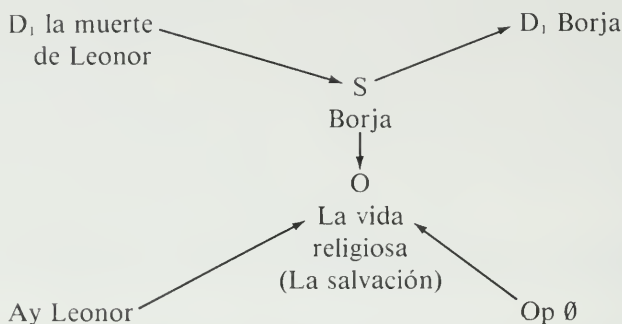 D₁ la muerte
de Leonor
D₁ Borja
S
Borja
O
La vida
religiosa
(La salvación)
Ay Leonor
Op Ø